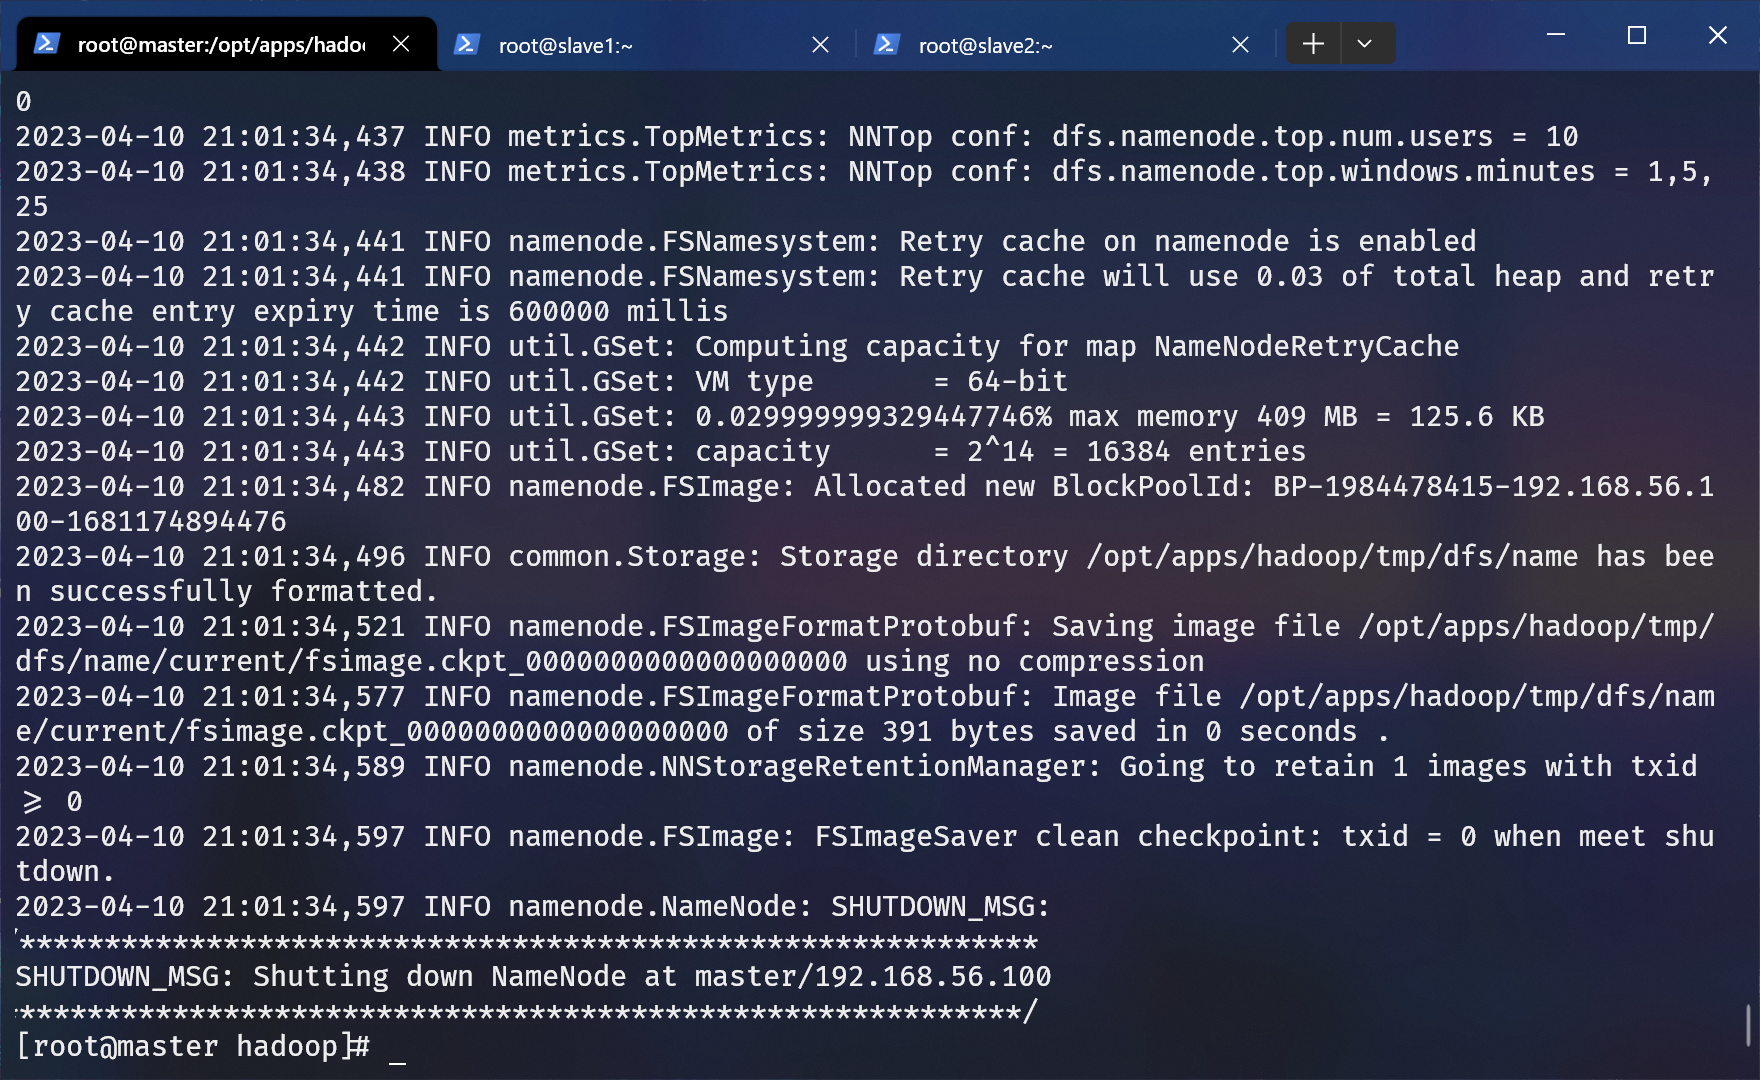 root@master:/opt/apps/hado
root@slave1:~
root@slave2:~
0
2023-04-10 21:01:34,437 INFO metrics.TopMetrics: NNTop conf: dfs.namenode.top.num.users = 10
2023-04-10 21:01:34,438 INFO metrics.TopMetrics: NNTop conf: dfs.namenode.top.windows.minutes = 1,5,
25
2023-04-10 21:01:34,441 INFO namenode.FSNamesystem: Retry cache on namenode is enabled
2023-04-10 21:01:34,441 INFO namenode.FSNamesystem: Retry cache will use 0.03 of total heap and retr
y cache entry expiry time is 600000 millis
2023-04-10 21:01:34,442 INFO util.GSet: Computing capacity for map NameNodeRetryCache
2023-04-10 21:01:34,442 INFO util.GSet: VM type       = 64-bit
2023-04-10 21:01:34,443 INFO util.GSet: 0.029999999329447746% max memory 409 MB = 125.6 KB
2023-04-10 21:01:34,443 INFO util.GSet: capacity      = 2^14 = 16384 entries
2023-04-10 21:01:34,482 INFO namenode.FSImage: Allocated new BlockPoolId: BP-1984478415-192.168.56.1
00-1681174894476
2023-04-10 21:01:34,496 INFO common.Storage: Storage directory /opt/apps/hadoop/tmp/dfs/name has bee
n successfully formatted.
2023-04-10 21:01:34,521 INFO namenode.FSImageFormatProtobuf: Saving image file /opt/apps/hadoop/tmp/
dfs/name/current/fsimage.ckpt_0000000000000000000 using no compression
2023-04-10 21:01:34,577 INFO namenode.FSImageFormatProtobuf: Image file /opt/apps/hadoop/tmp/dfs/nam
e/current/fsimage.ckpt_0000000000000000000 of size 391 bytes saved in 0 seconds .
2023-04-10 21:01:34,589 INFO namenode.NNStorageRetentionManager: Going to retain 1 images with txid
>= 0
2023-04-10 21:01:34,597 INFO namenode.FSImage: FSImageSaver clean checkpoint: txid = 0 when meet shu
tdown.
2023-04-10 21:01:34,597 INFO namenode.NameNode: SHUTDOWN_MSG:
/************************************************************
SHUTDOWN_MSG: Shutting down NameNode at master/192.168.56.100
************************************************************/
[root@master hadoop]# _